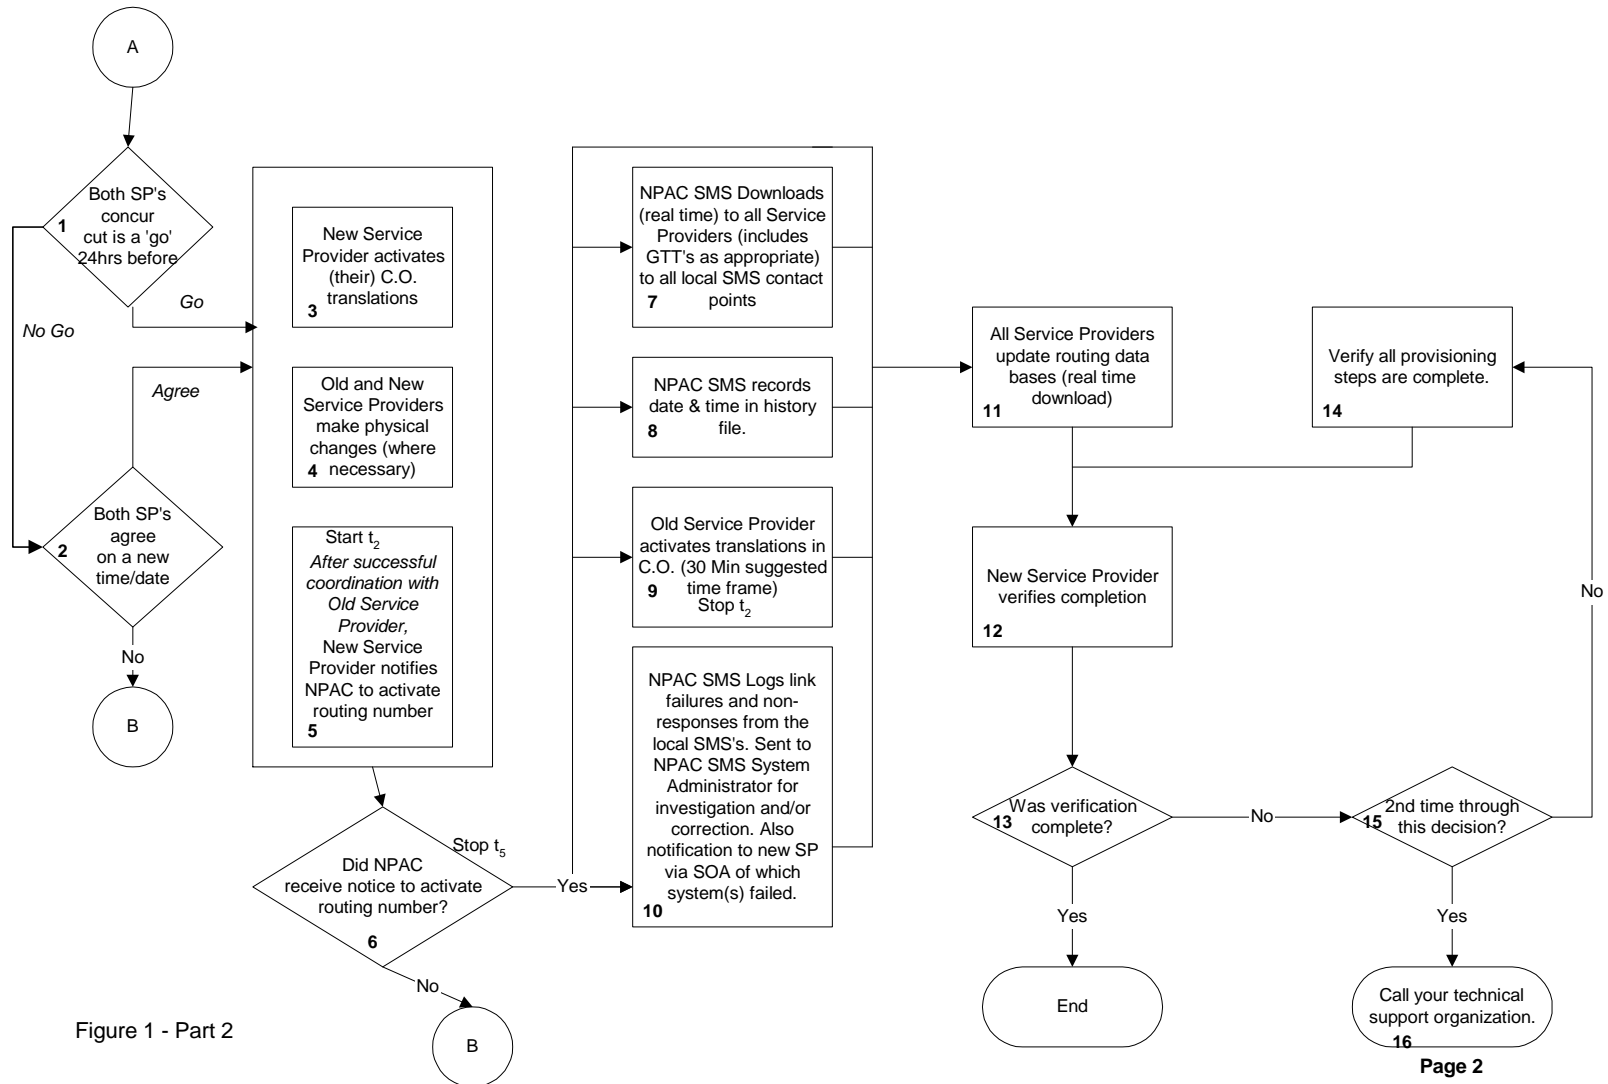 A
Both SP's
concur
cut is a 'go'
24hrs before
1
Go
No Go
Agree
Both SP's
agree
on a new
time/date
2
No
B
New Service
Provider activates
(their) C.O.
translations
3
Old and New
Service Providers
make physical
changes (where
necessary)
4
Start t2
After successful
coordination with
Old Service
Provider,
New Service
Provider notifies
NPAC to activate
routing number
5
Stop t5
Did NPAC
receive notice to activate
routing number?
6
Yes
No
B
NPAC SMS Downloads
(real time) to all Service
Providers (includes
GTT's as appropriate)
to all local SMS contact
points
7
NPAC SMS records
date & time in history
file.
8
Old Service Provider
activates translations in
C.O. (30 Min suggested
time frame)
Stop t2
9
NPAC SMS Logs link
failures and non-
responses from the
local SMS's. Sent to
NPAC SMS System
Administrator for
investigation and/or
correction. Also
notification to new SP
via SOA of which
system(s) failed.
10
All Service Providers
update routing data
bases (real time
download)
11
New Service Provider
verifies completion
12
Was verification
complete?
13
Yes
End
No
Verify all provisioning
steps are complete.
14
No
2nd time through
this decision?
15
Yes
Call your technical
support organization.
16
Figure 1 - Part 2
Page 2